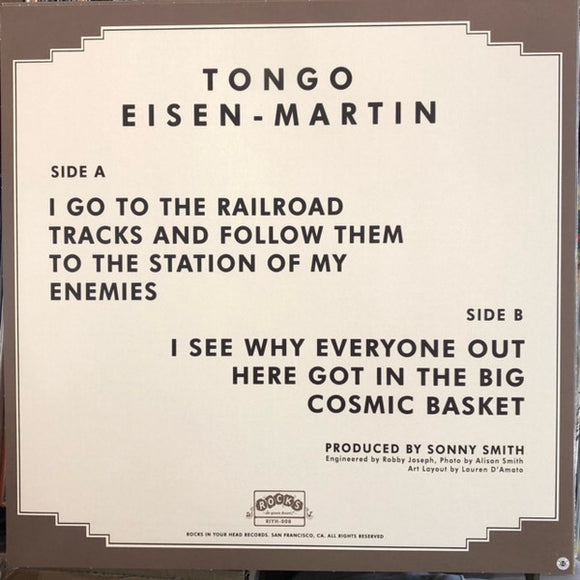 TONGO
EISEN-MARTIN
SIDE A
I GO TO THE RAILROAD
TRACKS AND FOLLOW THEM
TO THE STATION OF MY
ENEMIES
SIDE B
I SEE WHY EVERYONE OUT
HERE GOT IN THE BIG
COSMIC BASKET
PRODUCED BY SONNY SMITH
Engineered by Robby Joseph, Photo by Alison Smith
Art Layout by Lauren D'Amato
ROCKS
in your head
RIYH-008
ROCKS IN YOUR HEAD RECORDS. SAN FRANCISCO, CA. ALL RIGHTS RESERVED